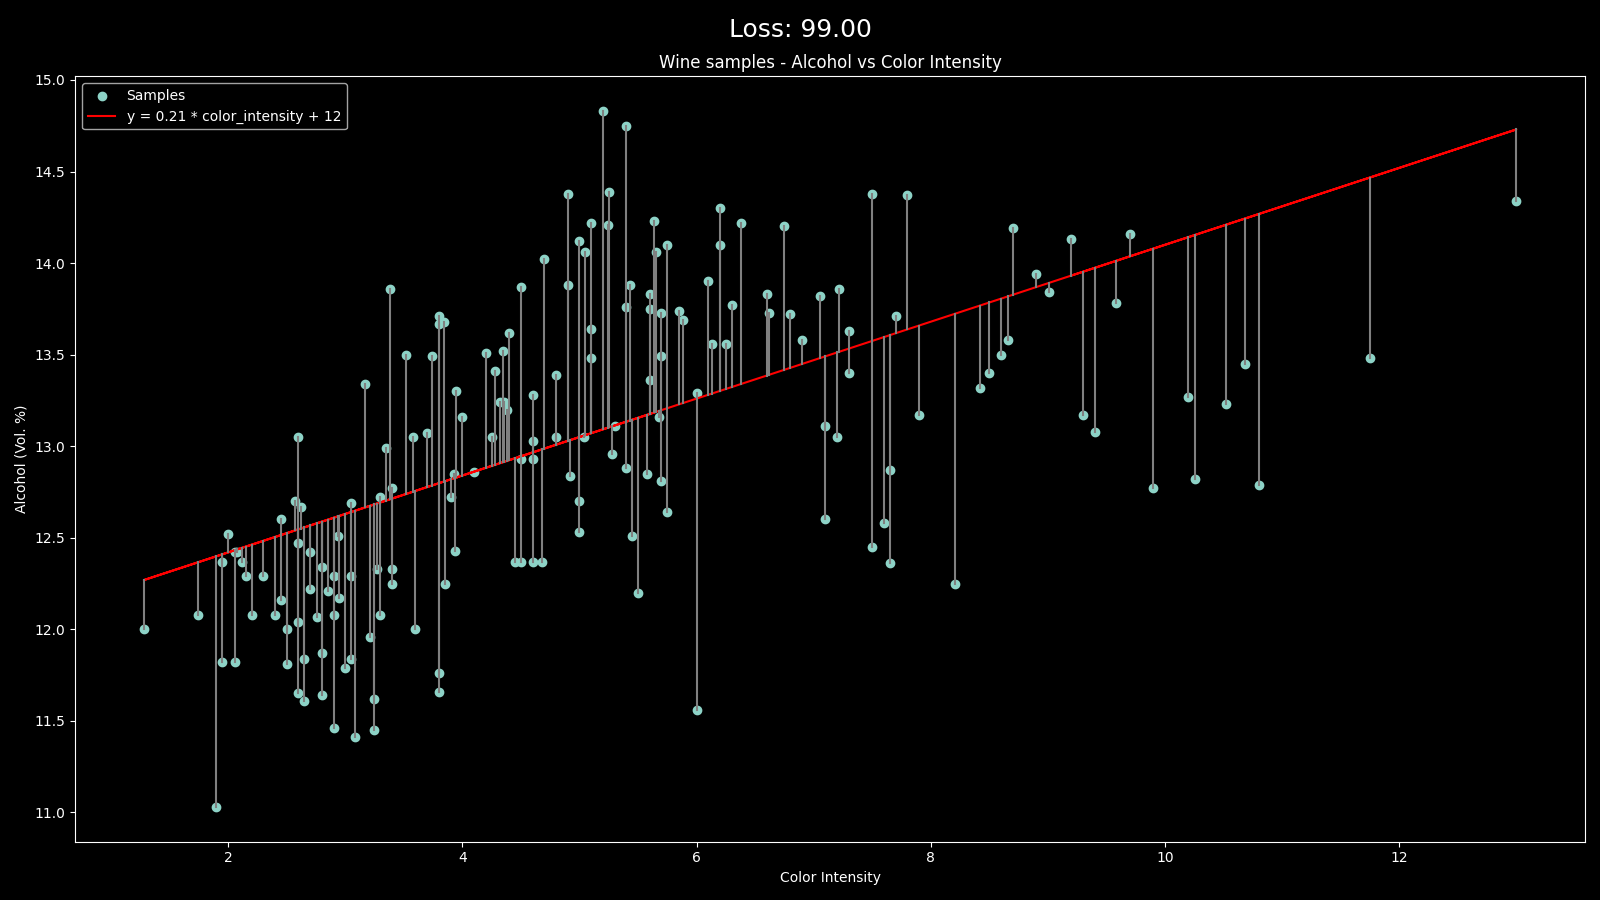 Loss: 99.00
Wine samples - Alcohol vs Color Intensity
Samples
y = 0.21 * color_intensity + 12
15.0
14.5
14.0
13.5
13.0
12.5
12.0
11.5
11.0
Alcohol (Vol. %)
2 4 6 8 10 12
Color Intensity